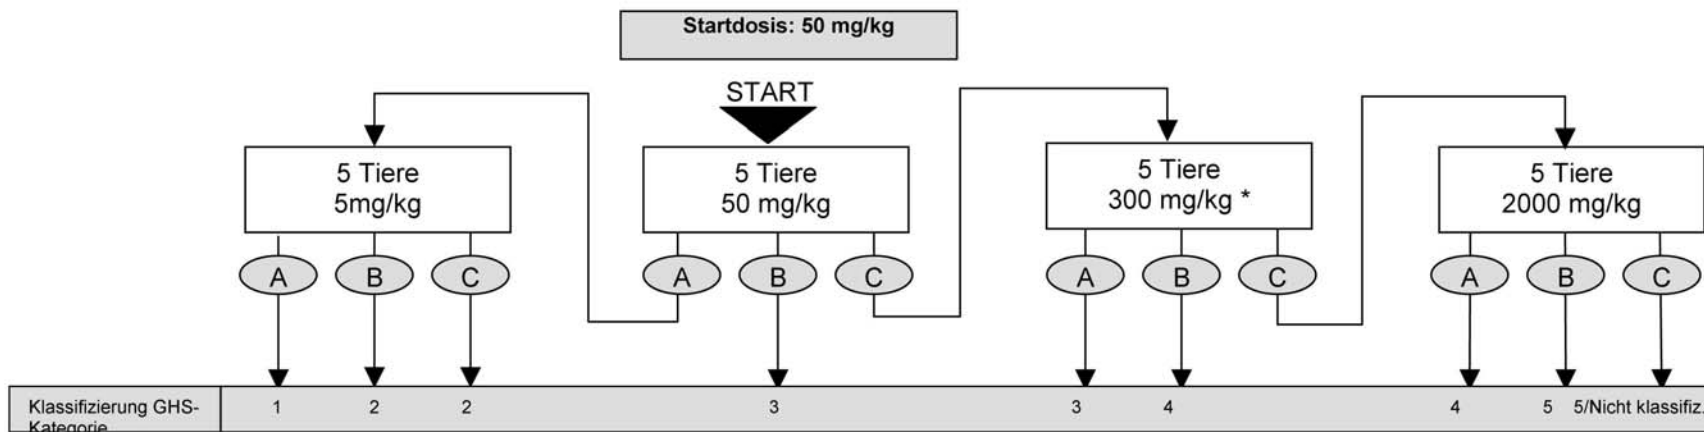 Startdosis: 50 mg/kg
START
5 Tiere
5mg/kg
5 Tiere
50 mg/kg
5 Tiere
300 mg/kg *
5 Tiere
2000 mg/kg
A B C A B C A B C A B C
Klassifizierung GHS- 1 2 2 3 3 4 4 5 5/Nicht klassifiz.
Kategorie